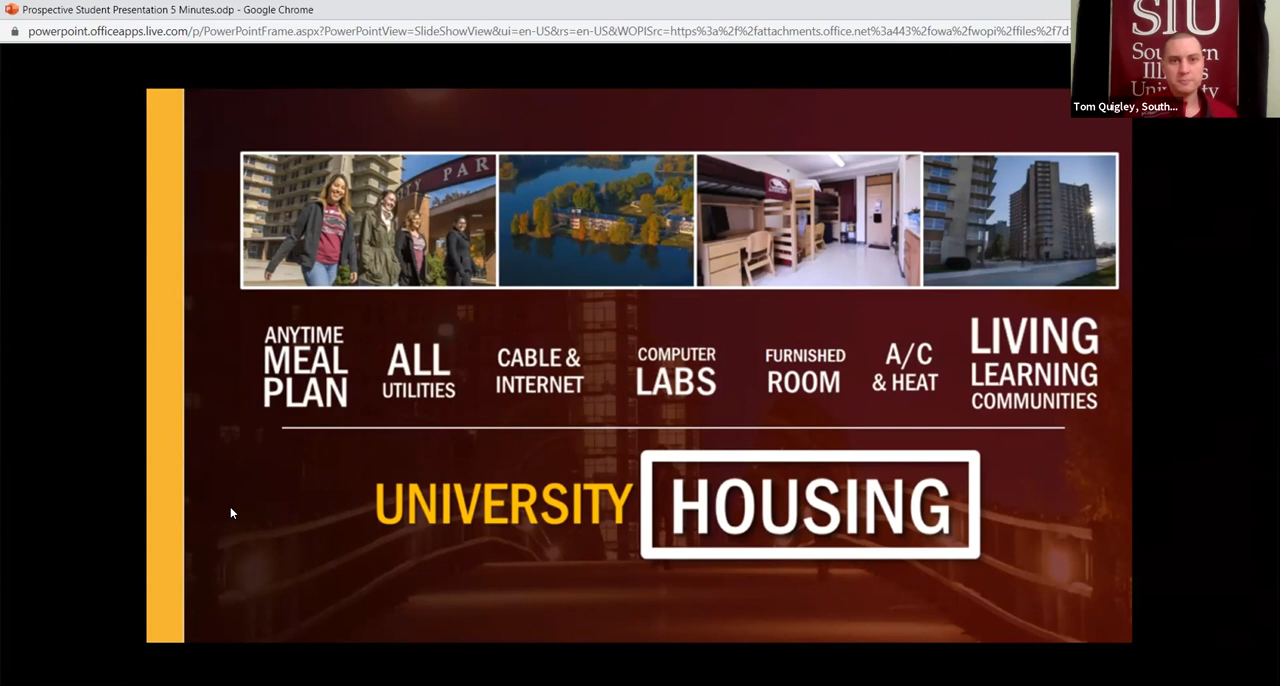 Prospective Student Presentation 5 Minutes.odp - Google Chrome
powerpoint.officeapps.live.com/p/PowerPointFrame.aspx?PowerPointView=SlideShowView&ui=en-US&rs=en-US&WOPISrc=https%3a%2f%2fattachments.office.net%3a443%2fowa%2fwopi%2ffiles%2f7d
SIU
Southern
Illinois
University
Tom Quigley, South...
PAR
ANYTIME
MEAL
PLAN
ALL
UTILITIES
CABLE &
INTERNET
COMPUTER
LABS
FURNISHED
ROOM
A/C
& HEAT
LIVING
LEARNING
COMMUNITIES
UNIVERSITY HOUSING